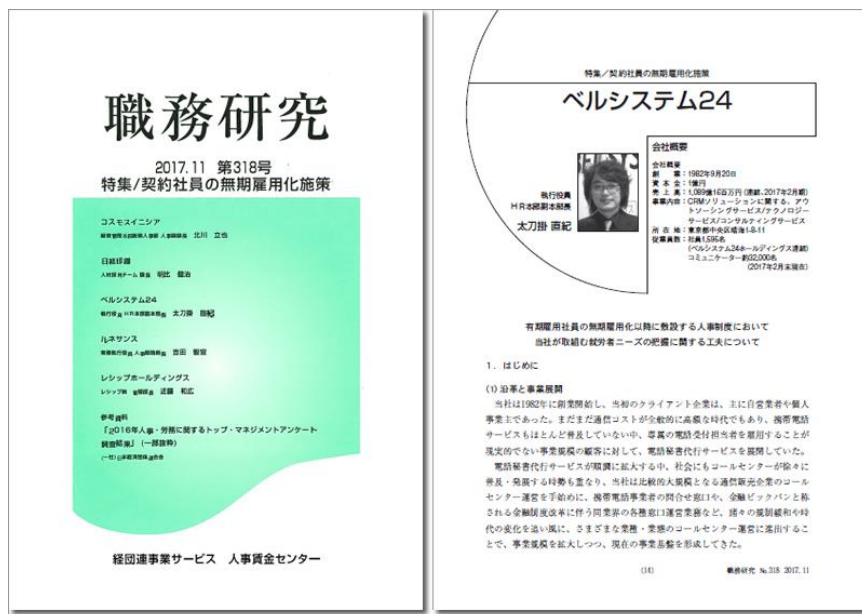 職務研究
2017.11 第318号
特集/契約社員の無期雇用化施策
コスモスイニシア
北川 立也
日経印刷
人材採用チーム 課長 明比 健治
ベルシステム24
執行役員 HR本部副本部長 太刀掛 直紀
ルネサンス
吉田 智宣
レシップホールディングス
近藤 和広
参考資料
「2016年人事・労務に関するトップ・マネジメントアンケート
調査結果」(一部抜粋)
(一社)日本経済団体連合会
経団連事業サービス 人事賃金センター
特集/契約社員の無期雇用化施策
ベルシステム24
執行役員
HR本部副本部長
太刀掛 直紀
会社概要
会社概要
創 業:1982年9月20日
資 本 金:1億円
売 上 高:1,089億16百万円(連結、2017年2月期)
事業内容:CRMソリューションに関する、アウ
トソーシングサービス/テクノロジー
サービス/コンサルティングサービス
所 在 地:東京都中央区晴海1-8-11
従業員数:社員1,595名
(ベルシステム24ホールディングス連結)
コミュニケーター約32,000名
(2017年2月末現在)
有期雇用社員の無期雇用化以降に敷設する人事制度において
当社が取組む就労者ニーズの把握に関する工夫について
1.はじめに
(1)沿革と事業展開
当社は1982年に創業開始し、当初のクライアント企業は、主に自営業者や個人
事業主であった。まだまだ通信コストが全般的に高額な時代でもあり、携帯電話
サービスもほとんど普及していない中、専属の電話受付担当者を雇用することが
現実的でない事業規模の顧客に対して、電話秘書代行サービスを展開していた。
電話秘書代行サービスが順調に拡大する中、社会にもコールセンターが徐々に
普及・発展する時勢も重なり、当社は比較的大規模となる通信販売企業のコール
センター運営を手始めに、携帯電話事業者の問合せ窓口や、金融ビックバンと称
される金融制度改革に伴う同業界の各種窓口運営業務など、諸々の規制緩和や時
代の変化を追い風に、さまざまな業種・業態のコールセンター運営に進出するこ
とで、事業規模を拡大しつつ、現在の事業基盤を形成してきた。
(14)
職務研究 No.318 2017.11